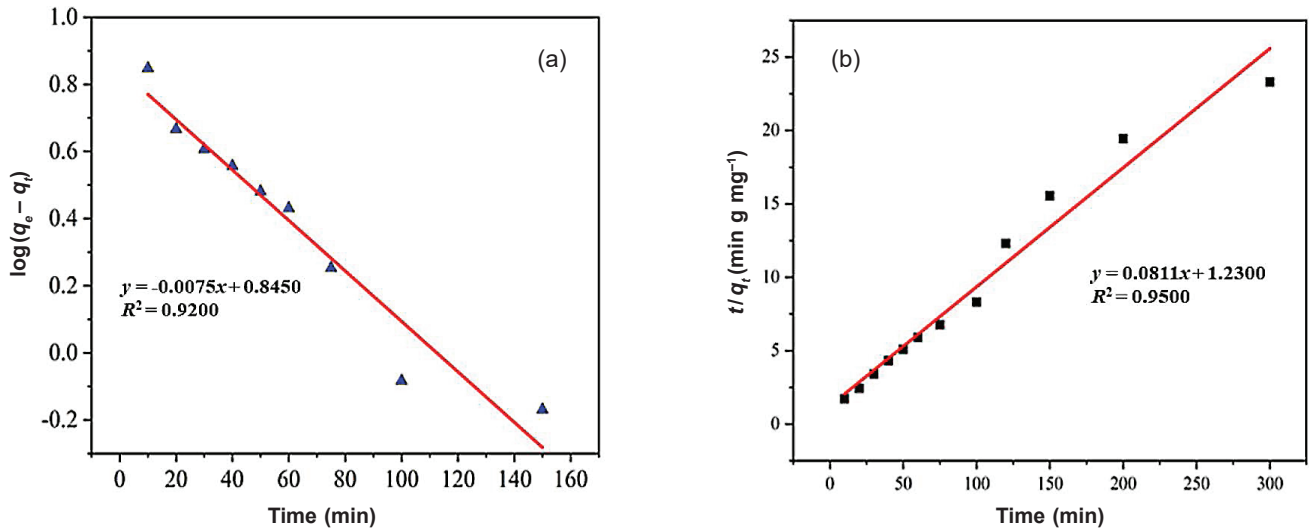 (a)
log(qe – qt)
1.0
0.8
0.6
0.4
0.2
0.0
-0.2
y = -0.0075x + 0.8450
R² = 0.9200
0 20 40 60 80 100 120 140 160
Time (min)
(b)
t/qt (min g mg⁻¹)
25
20
15
10
5
0
y = 0.0811x + 1.2300
R² = 0.9500
0 50 100 150 200 250 300
Time (min)